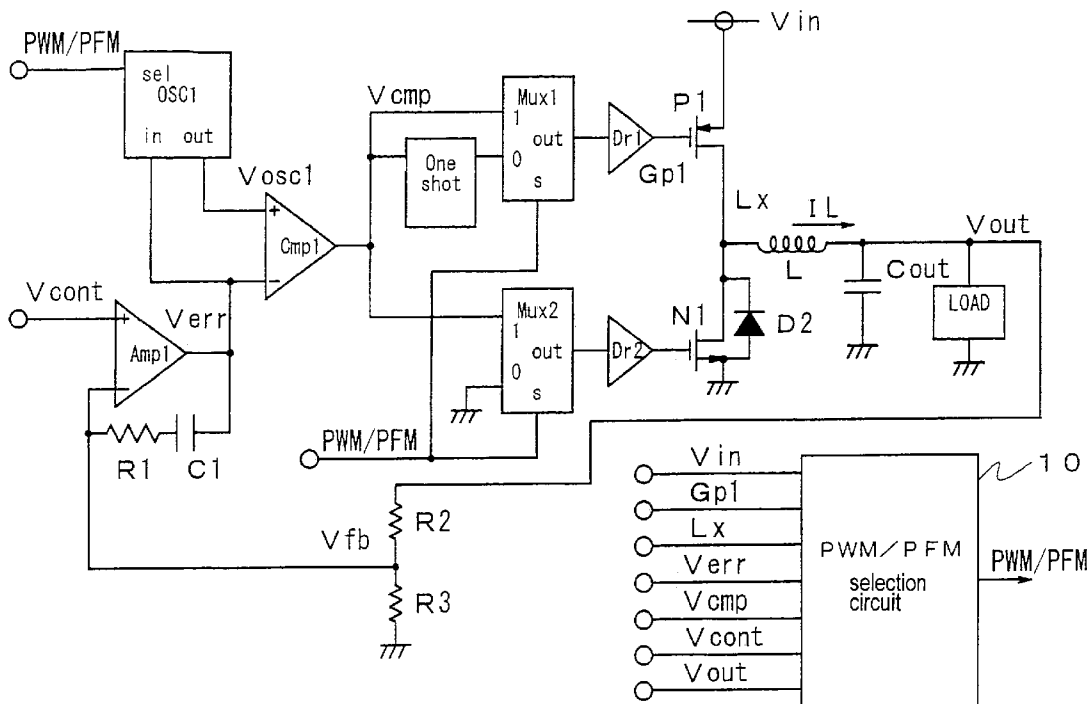 PWM/PFM
sel
OSC1
in out
Vosc1
+
Cmp1
−
Vcont
+
Amp1
−
Verr
R1
C1
Vcmp
One
shot
Mux1
1
out
0
s
Dr1
Gp1
P1
Vin
Lx
IL
L
Vout
Cout
LOAD
Mux2
1
out
0
s
Dr2
N1
D2
PWM/PFM
R2
Vfb
R3
Vin
Gp1
Lx
Verr
Vcmp
Vcont
Vout
PWM/PFM
selection
circuit
10
PWM/PFM